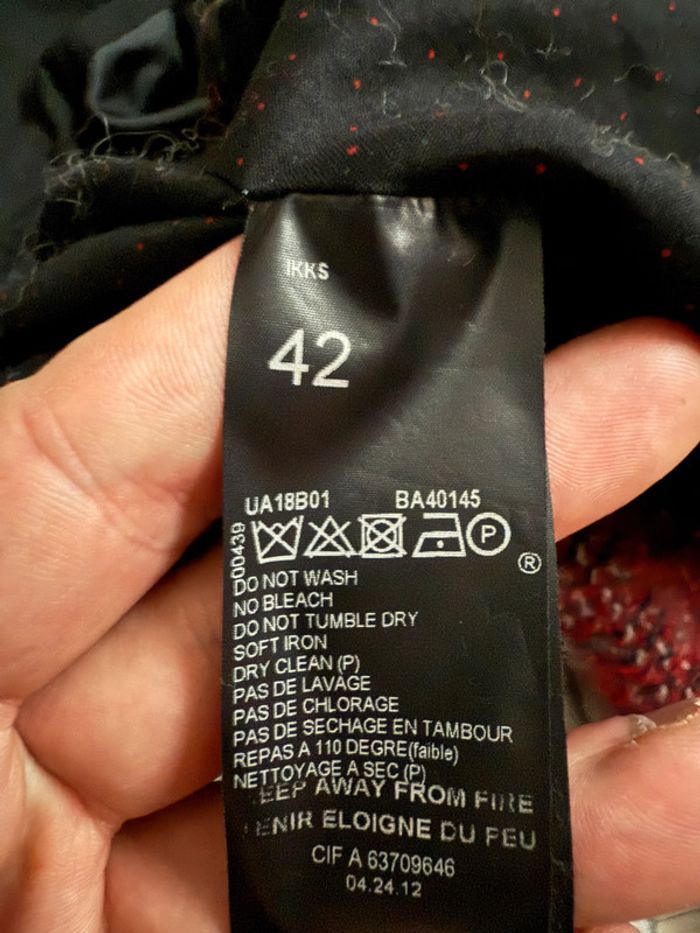 IKKS
42
UA18B01 BA40145
00439
P
®
DO NOT WASH
NO BLEACH
DO NOT TUMBLE DRY
SOFT IRON
DRY CLEAN (P)
PAS DE LAVAGE
PAS DE CHLORAGE
PAS DE SECHAGE EN TAMBOUR
REPAS A 110 DEGRE(faible)
NETTOYAGE A SEC (P)
EEP AWAY FROM FIRE
ENIR ELOIGNE DU FEU
CIF A 63709646
04.24.12